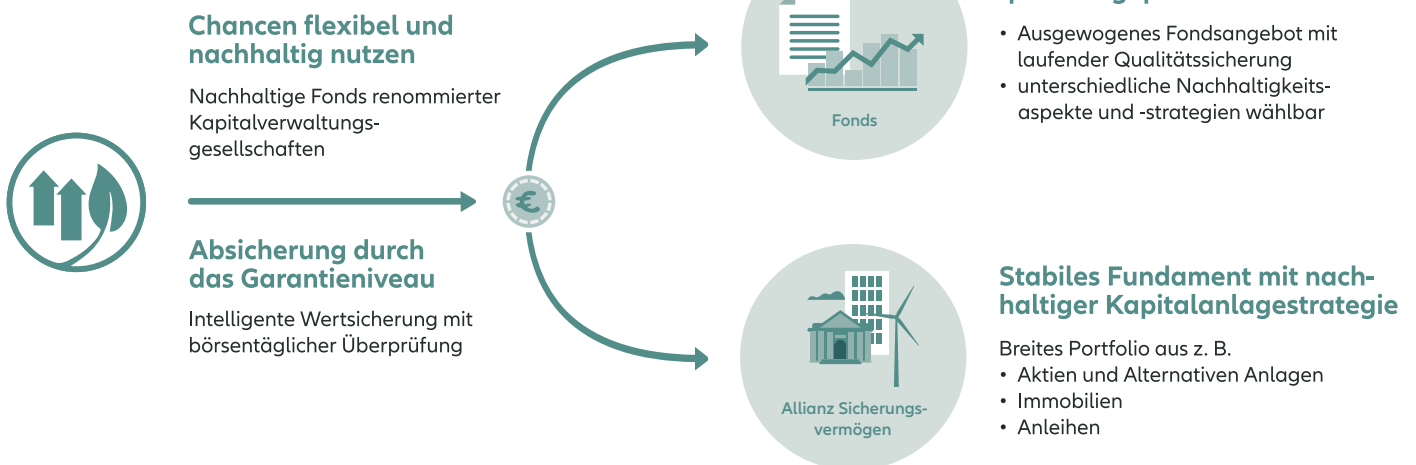 Chancen flexibel und
nachhaltig nutzen
Nachhaltige Fonds renommierter
Kapitalverwaltungs-
gesellschaften
Absicherung durch
das Garantieniveau
Intelligente Wertsicherung mit
börsentäglicher Überprüfung
€
Fonds
• Ausgewogenes Fondsangebot mit
laufender Qualitätssicherung
• unterschiedliche Nachhaltigkeits-
aspekte und -strategien wählbar
Allianz Sicherungs-
vermögen
Stabiles Fundament mit nach-
haltiger Kapitalanlagestrategie
Breites Portfolio aus z. B.
• Aktien und Alternativen Anlagen
• Immobilien
• Anleihen